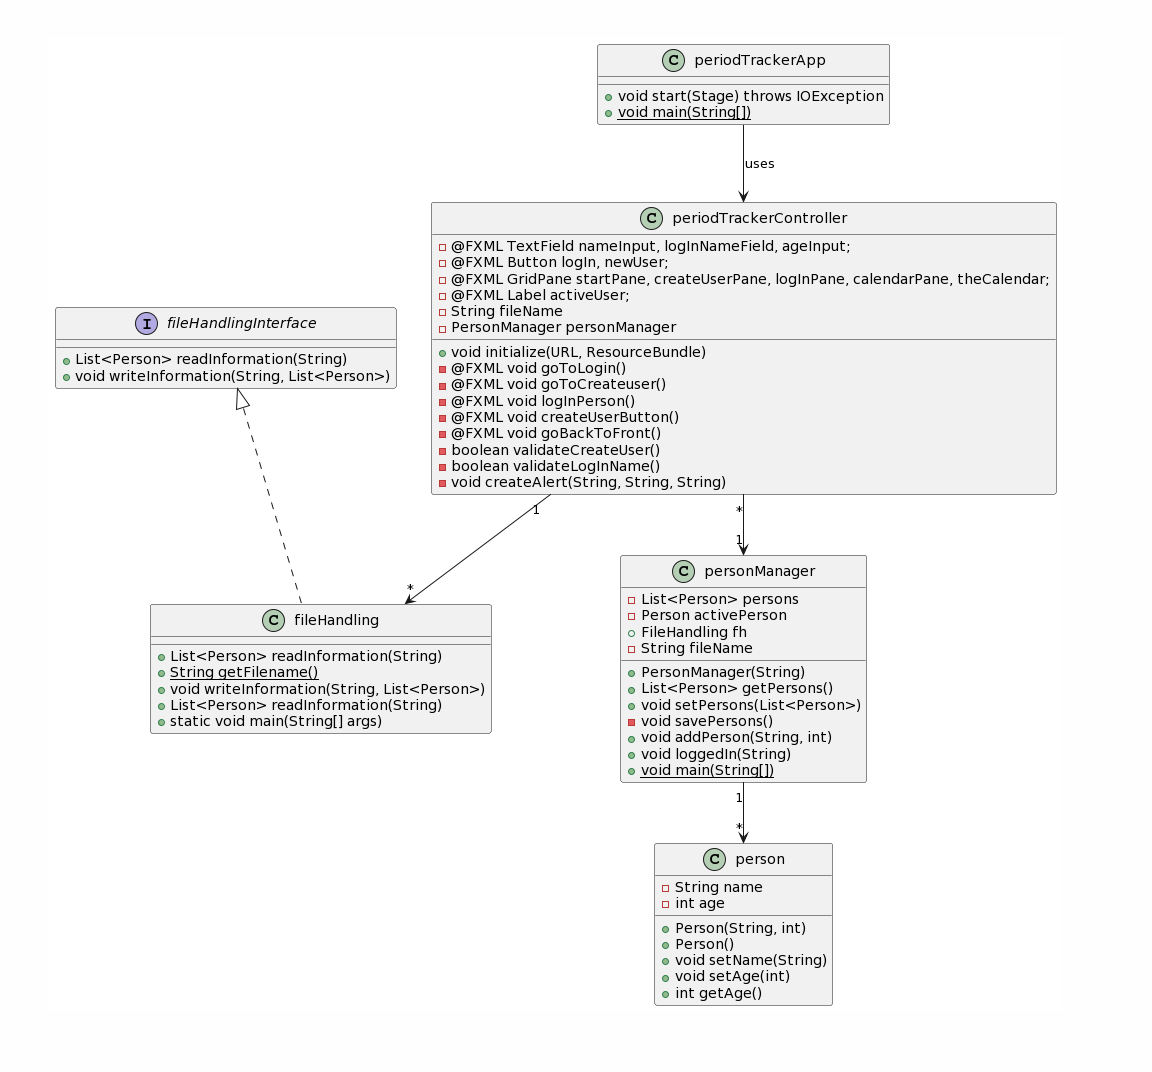 C periodTrackerApp
void start(Stage) throws IOException
void main(String[])
uses
C periodTrackerController
@FXML TextField nameInput, logInNameField, ageInput;
@FXML Button logIn, newUser;
@FXML GridPane startPane, createUserPane, logInPane, calendarPane, theCalendar;
@FXML Label activeUser;
String fileName
PersonManager personManager
void initialize(URL, ResourceBundle)
@FXML void goToLogin()
@FXML void goToCreateuser()
@FXML void logInPerson()
@FXML void createUserButton()
@FXML void goBackToFront()
boolean validateCreateUser()
boolean validateLogInName()
void createAlert(String, String, String)
I fileHandlingInterface
List<Person> readInformation(String)
void writeInformation(String, List<Person>)
1
*
*
1
C fileHandling
List<Person> readInformation(String)
String getFilename()
void writeInformation(String, List<Person>)
List<Person> readInformation(String)
static void main(String[] args)
C personManager
List<Person> persons
Person activePerson
FileHandling fh
String fileName
PersonManager(String)
List<Person> getPersons()
void setPersons(List<Person>)
void savePersons()
void addPerson(String, int)
void loggedIn(String)
void main(String[])
1
*
C person
String name
int age
Person(String, int)
Person()
void setName(String)
void setAge(int)
int getAge()